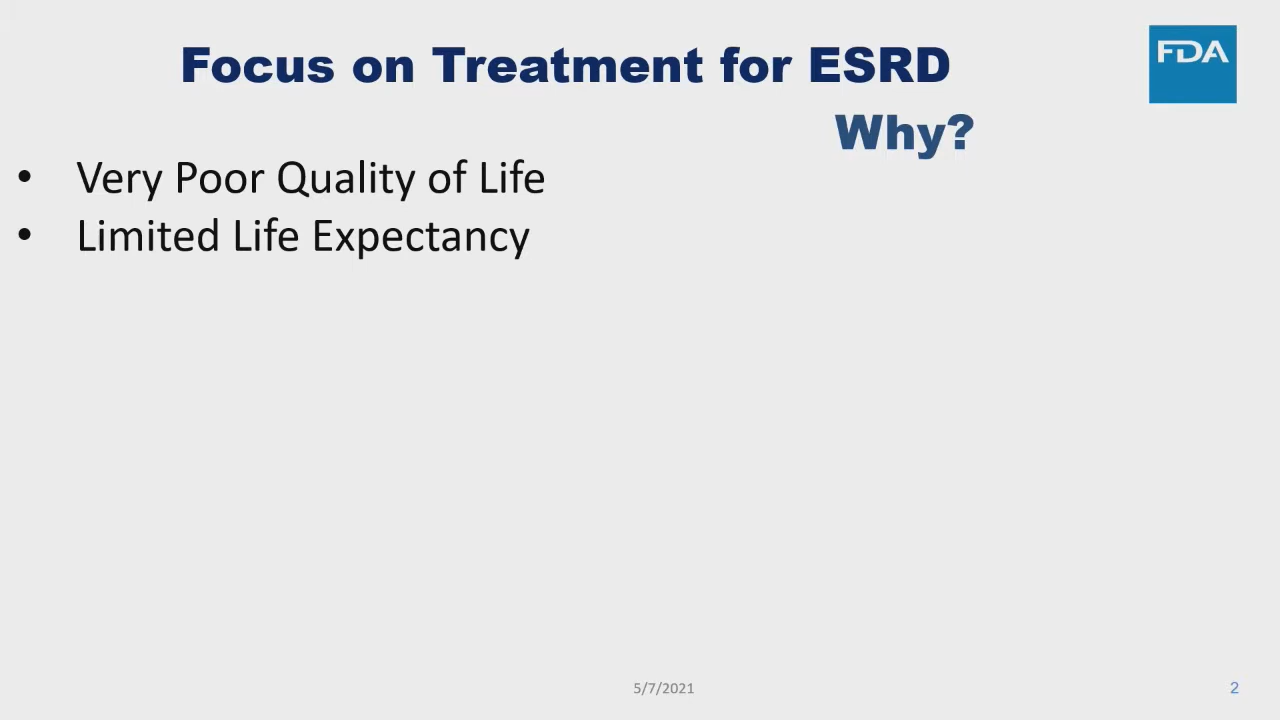 Focus on Treatment for ESRD
FDA
Why?
• Very Poor Quality of Life
• Limited Life Expectancy
5/7/2021
2